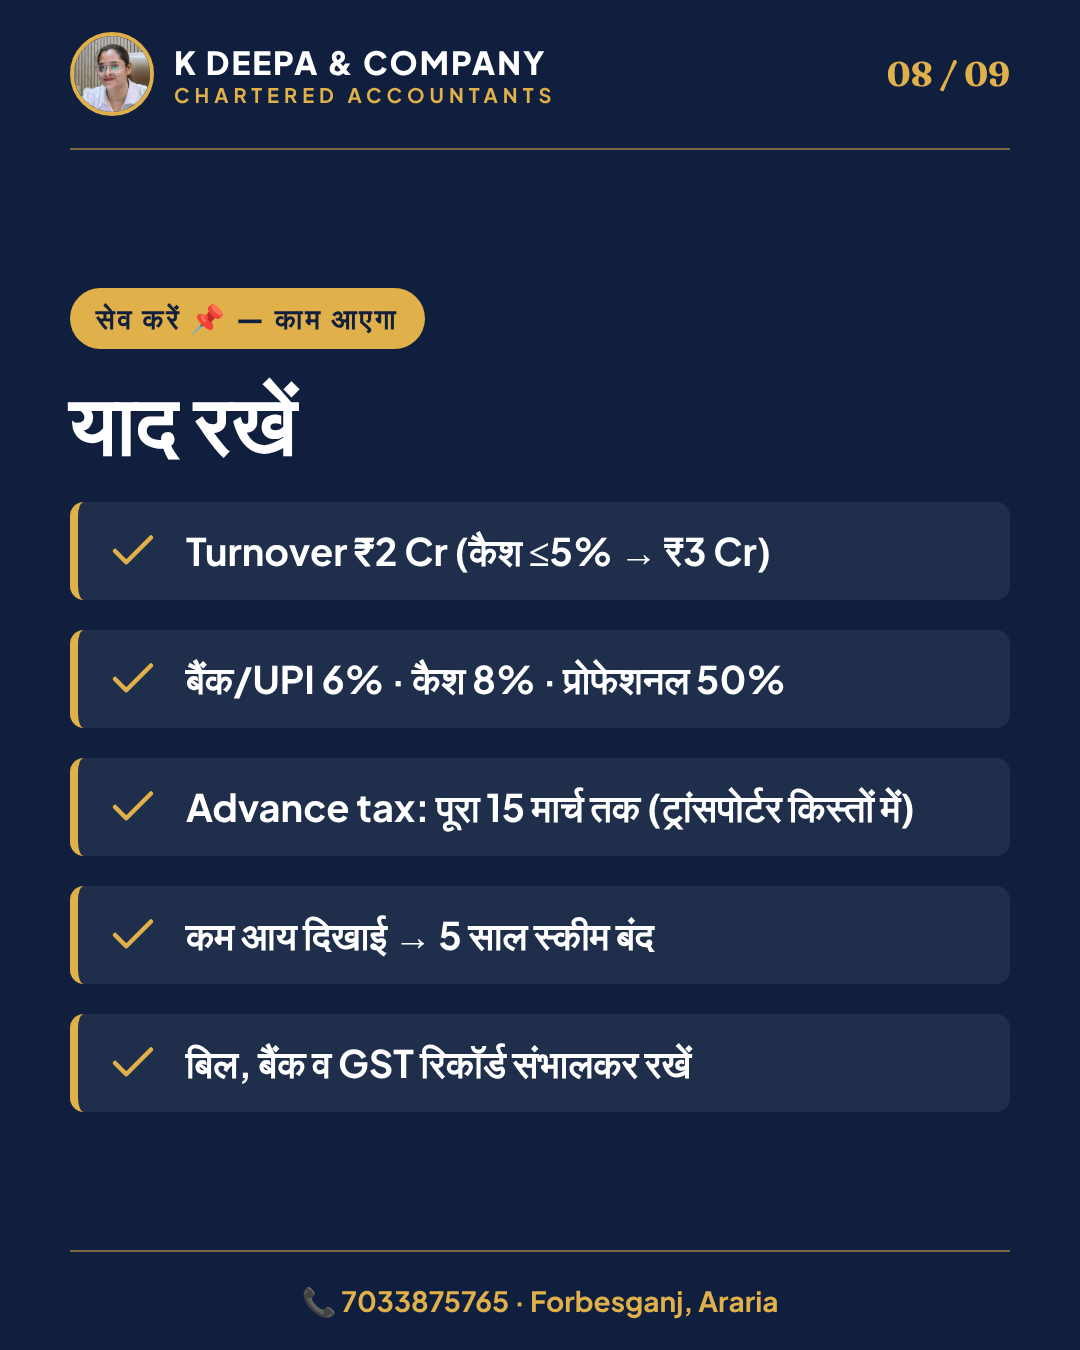 K DEEPA & COMPANY
CHARTERED ACCOUNTANTS
08 / 09
सेव करें 📌 — काम आएगा
याद रखें
Turnover ₹2 Cr (कैश ≤5% → ₹3 Cr)
बैंक/UPI 6% · कैश 8% · प्रोफेशनल 50%
Advance tax: पूरा 15 मार्च तक (ट्रांसपोर्टर किस्तों में)
कम आय दिखाई → 5 साल स्कीम बंद
बिल, बैंक व GST रिकॉर्ड संभालकर रखें
📞 7033875765 · Forbesganj, Araria